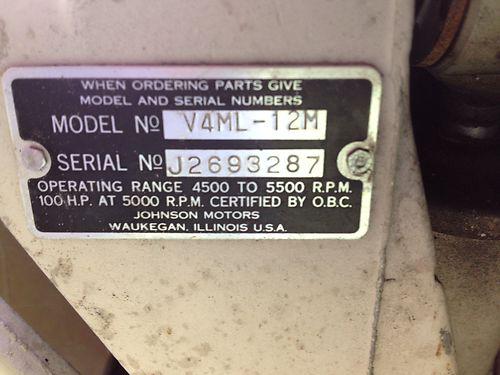 WHEN ORDERING PARTS GIVE
MODEL AND SERIAL NUMBERS
MODEL Nº V4ML-12M
SERIAL Nº J2693287
OPERATING RANGE 4500 TO 5500 R.P.M.
100 H.P. AT 5000 R.P.M. CERTIFIED BY O.B.C.
JOHNSON MOTORS
WAUKEGAN, ILLINOIS U.S.A.